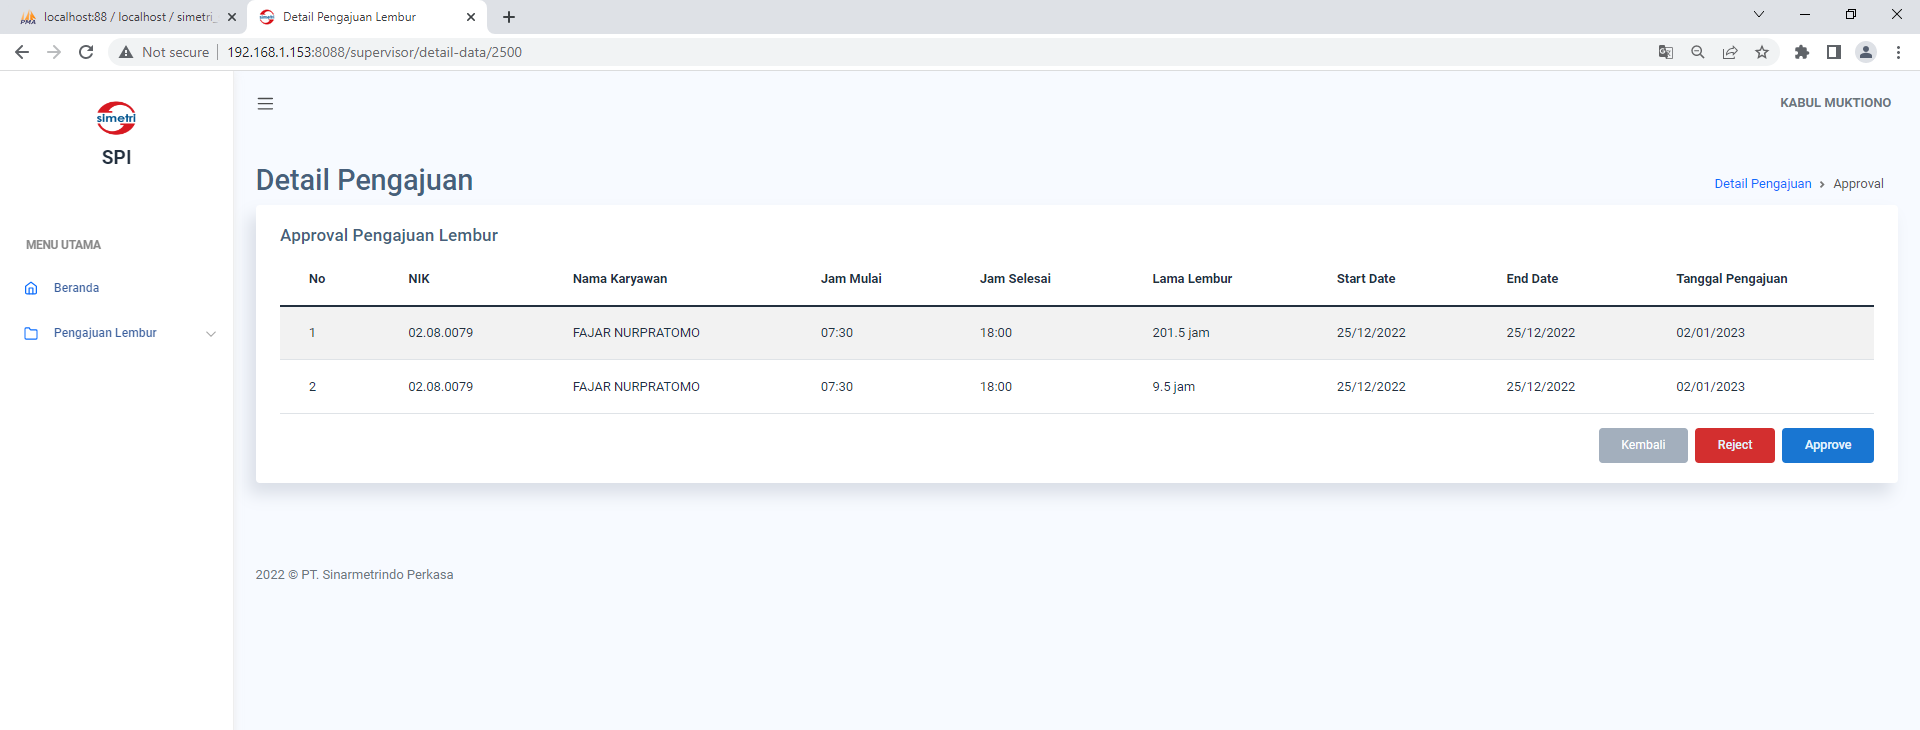 localhost:88 / localhost / simetri_
Detail Pengajuan Lembur
Not secure
192.168.1.153:8088/supervisor/detail-data/2500
simetri
SPI
KABUL MUKTIONO
Detail Pengajuan
Detail Pengajuan > Approval
MENU UTAMA
Beranda
Pengajuan Lembur
Approval Pengajuan Lembur
No NIK Nama Karyawan Jam Mulai Jam Selesai Lama Lembur Start Date End Date Tanggal Pengajuan
1 02.08.0079 FAJAR NURPRATOMO 07:30 18:00 201.5 jam 25/12/2022 25/12/2022 02/01/2023
2 02.08.0079 FAJAR NURPRATOMO 07:30 18:00 9.5 jam 25/12/2022 25/12/2022 02/01/2023
Kembali Reject Approve
2022 © PT. Sinarmetrindo Perkasa